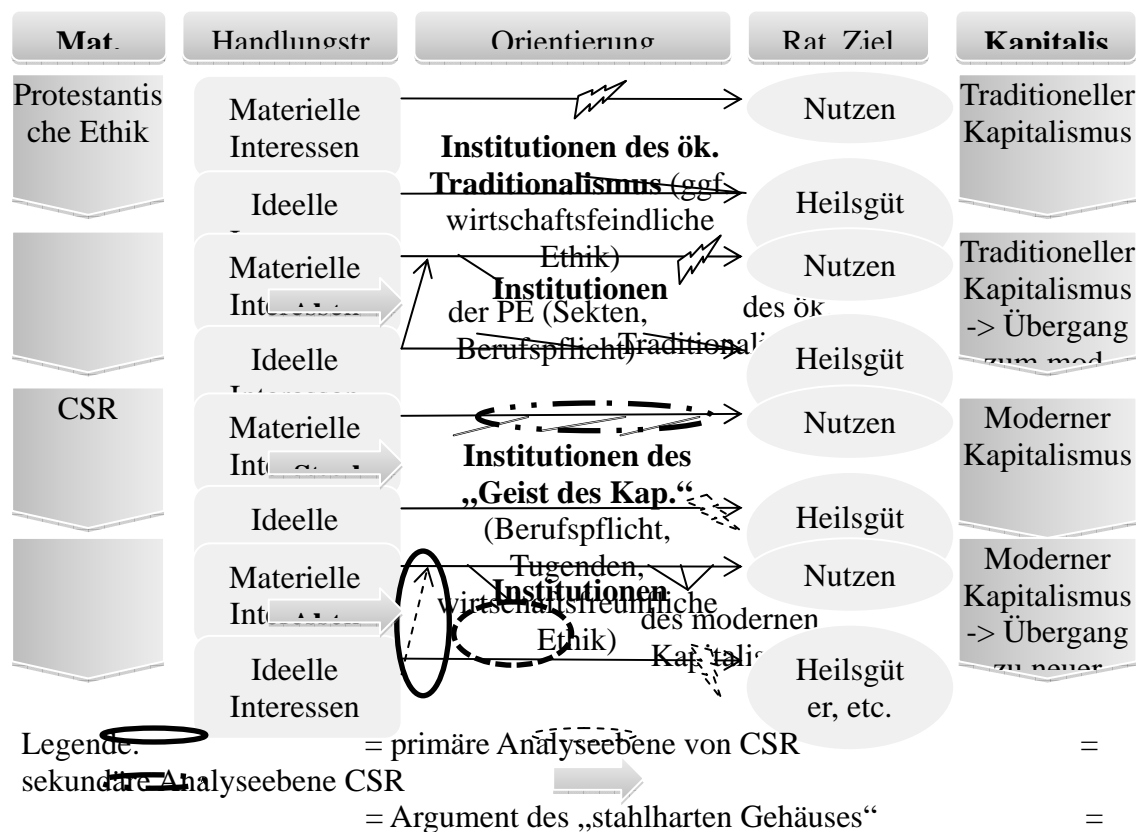 Mat.
Handlungstr
Orientierung
Rat. Ziel
Kapitalis
Protestantis
che Ethik
Materielle
Interessen
Nutzen
Traditioneller
Kapitalismus
Institutionen des ök.
Traditionalismus (ggf.
wirtschaftsfeindliche
Ethik)
Ideelle
Heilsgüt
Materielle
Nutzen
Traditioneller
Kapitalismus
-> Übergang
zum mod
Institutionen
der PE (Sekten,
Berufspflicht)
des ök
Ideelle
Heilsgüt
CSR
Materielle
Nutzen
Moderner
Kapitalismus
Institutionen des
„Geist des Kap.“
(Berufspflicht,
Tugenden,
wirtschaftsfreundliche
Ethik)
Ideelle
Heilsgüt
Materielle
Nutzen
Moderner
Kapitalismus
-> Übergang
zu neuer
Institutionen
des modernen
Ideelle
Interessen
Heilsgüt
er, etc.
Legende:
= primäre Analyseebene von CSR
=
sekundäre Analyseebene CSR
= Argument des „stahlharten Gehäuses“
=